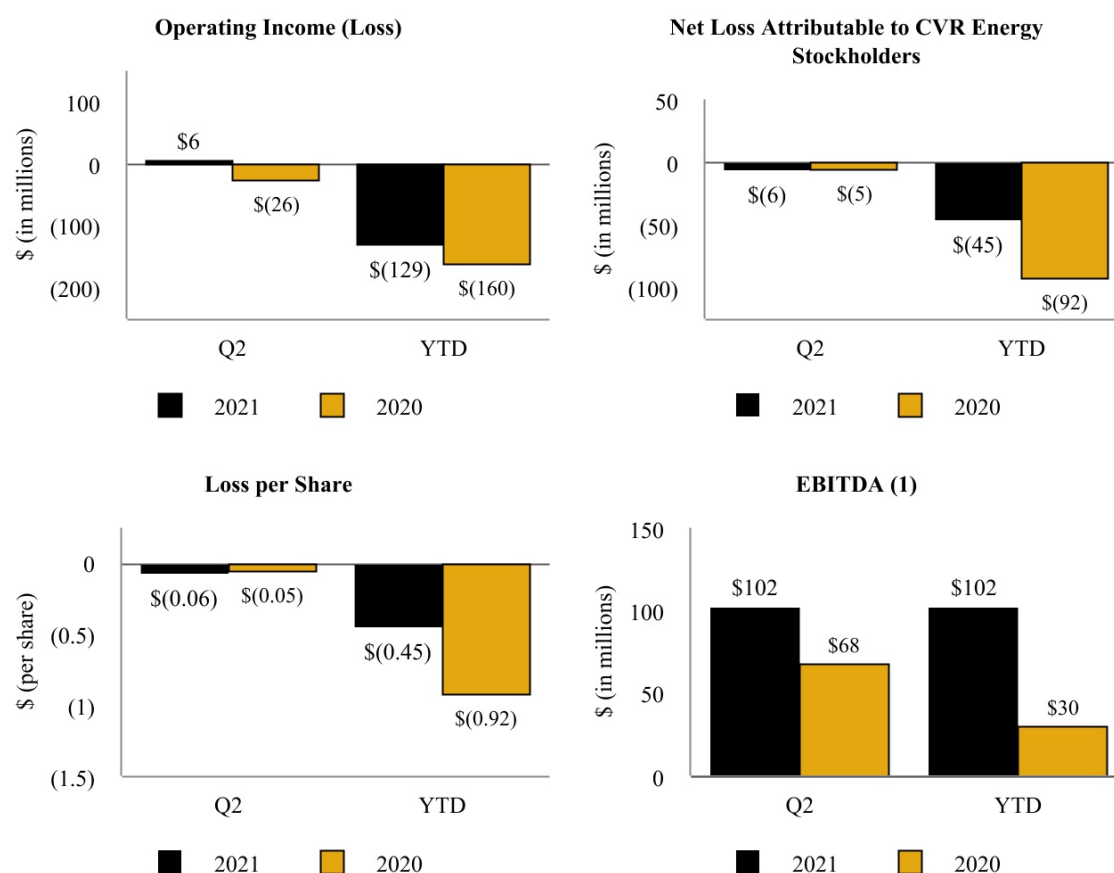 Operating Income (Loss)
$ (in millions)
100
0
(100)
(200)
$6
$(26)
$(129)
$(160)
Q2
YTD
2021
2020
Net Loss Attributable to CVR Energy
Stockholders
$ (in millions)
50
0
(50)
(100)
$(6)
$(5)
$(45)
$(92)
Q2
YTD
2021
2020
Loss per Share
$ (per share)
0
(0.5)
(1)
(1.5)
$(0.06)
$(0.05)
$(0.45)
$(0.92)
Q2
YTD
2021
2020
EBITDA (1)
$ (in millions)
150
100
50
0
$102
$68
$102
$30
Q2
YTD
2021
2020